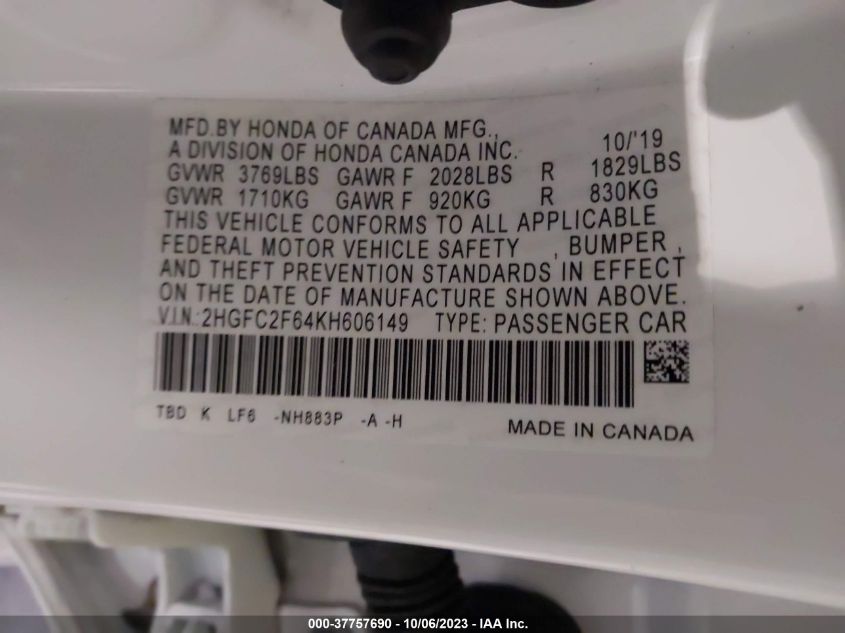 MFD.BY HONDA OF CANADA MFG., 10/'19
A DIVISION OF HONDA CANADA INC.
GVWR 3769LBS GAWR F 2028LBS R 1829LBS
GVWR 1710KG GAWR F 920KG R 830KG
THIS VEHICLE CONFORMS TO ALL APPLICABLE
FEDERAL MOTOR VEHICLE SAFETY , BUMPER ,
AND THEFT PREVENTION STANDARDS IN EFFECT
ON THE DATE OF MANUFACTURE SHOWN ABOVE.
V.I.N.:2HGFC2F64KH606149 TYPE: PASSENGER CAR
TBD K LF6 -NH883P -A -H
MADE IN CANADA
000-37757690 - 10/06/2023 - IAA Inc.